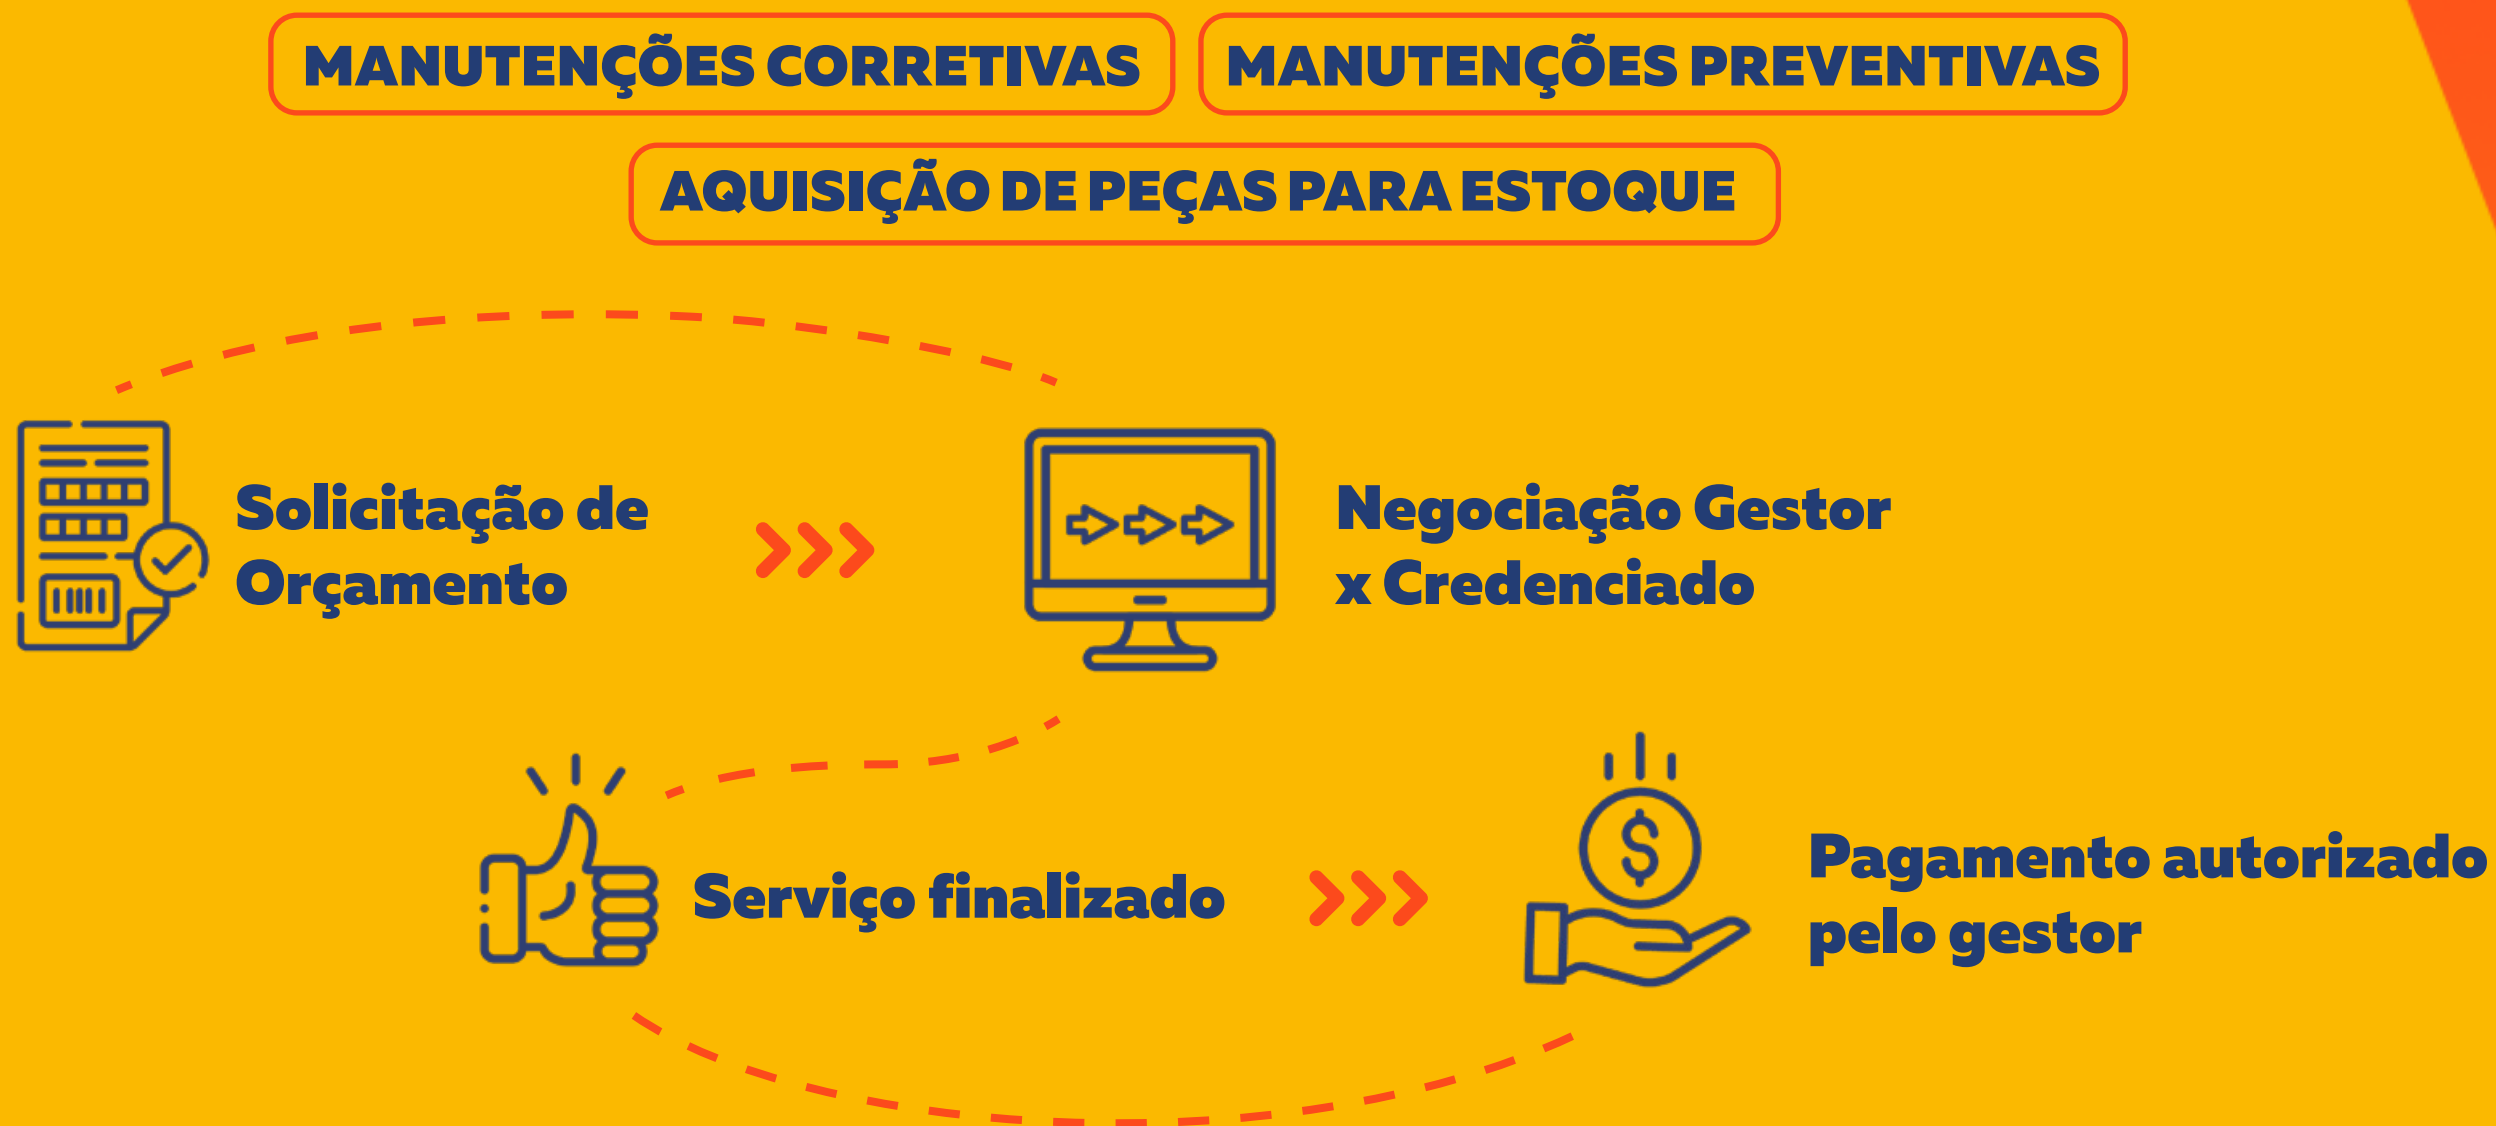 MANUTENÇÕES CORRETIVAS
MANUTENÇÕES PREVENTIVAS
AQUISIÇÃO DE PEÇAS PARA ESTOQUE
Solicitação de
Orçamento
Negociação Gestor
x Credenciado
Serviço finalizado
Pagamento autorizado
pelo gestor